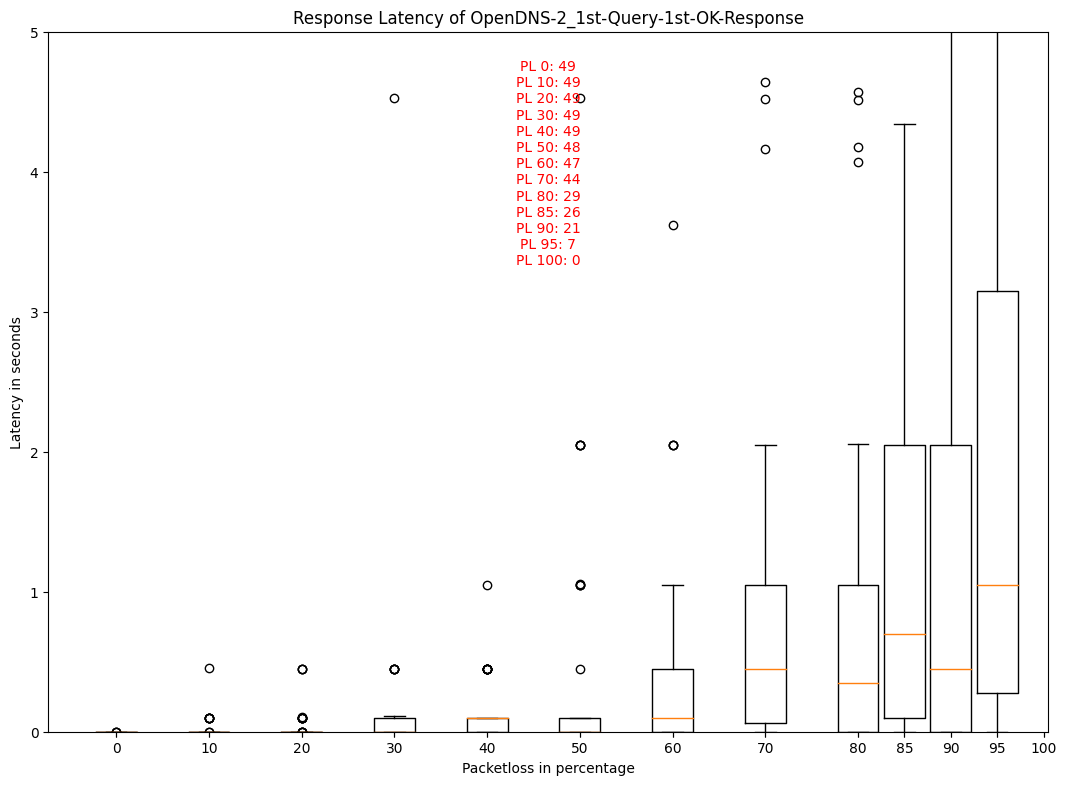 Response Latency of OpenDNS-2_1st-Query-1st-OK-Response
5
4
3
2
1
0
Latency in seconds
PL 0: 49
PL 10: 49
PL 20: 49
PL 30: 49
PL 40: 49
PL 50: 48
PL 60: 47
PL 70: 44
PL 80: 29
PL 85: 26
PL 90: 21
PL 95: 7
PL 100: 0
0 10 20 30 40 50 60 70 80 85 90 95 100
Packetloss in percentage